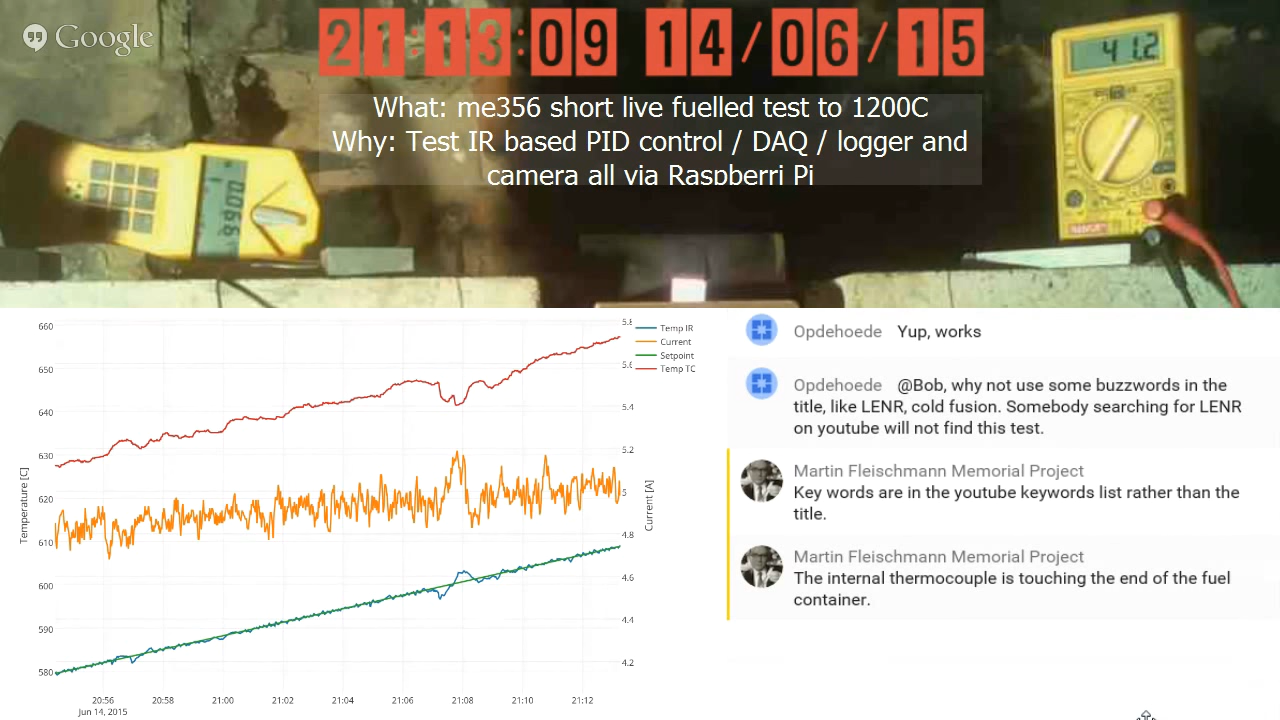 Google
21:13:09 14/06/15
What: me356 short live fuelled test to 1200C
Why: Test IR based PID control / DAQ / logger and
camera all via Raspberri Pi
41.2
660
650
640
630
620
610
600
590
580
Temperature [C]
20:56
20:58
21:00
21:02
21:04
21:06
21:08
21:10
21:12
Jun 14, 2015
5.8
5.6
5.4
5.2
5
4.8
4.6
4.4
4.2
Current [A]
Temp IR
Current
Setpoint
Temp TC
Opdehoede Yup, works
Opdehoede @Bob, why not use some buzzwords in the
title, like LENR, cold fusion. Somebody searching for LENR
on youtube will not find this test.
Martin Fleischmann Memorial Project
Key words are in the youtube keywords list rather than the
title.
Martin Fleischmann Memorial Project
The internal thermocouple is touching the end of the fuel
container.